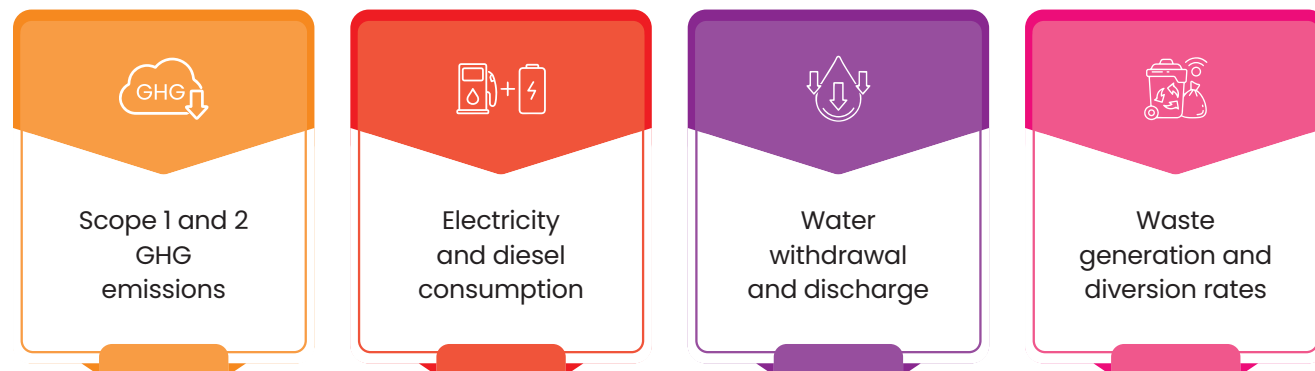 GHG
Scope 1 and 2
GHG
emissions
Electricity
and diesel
consumption
Water
withdrawal
and discharge
Waste
generation and
diversion rates